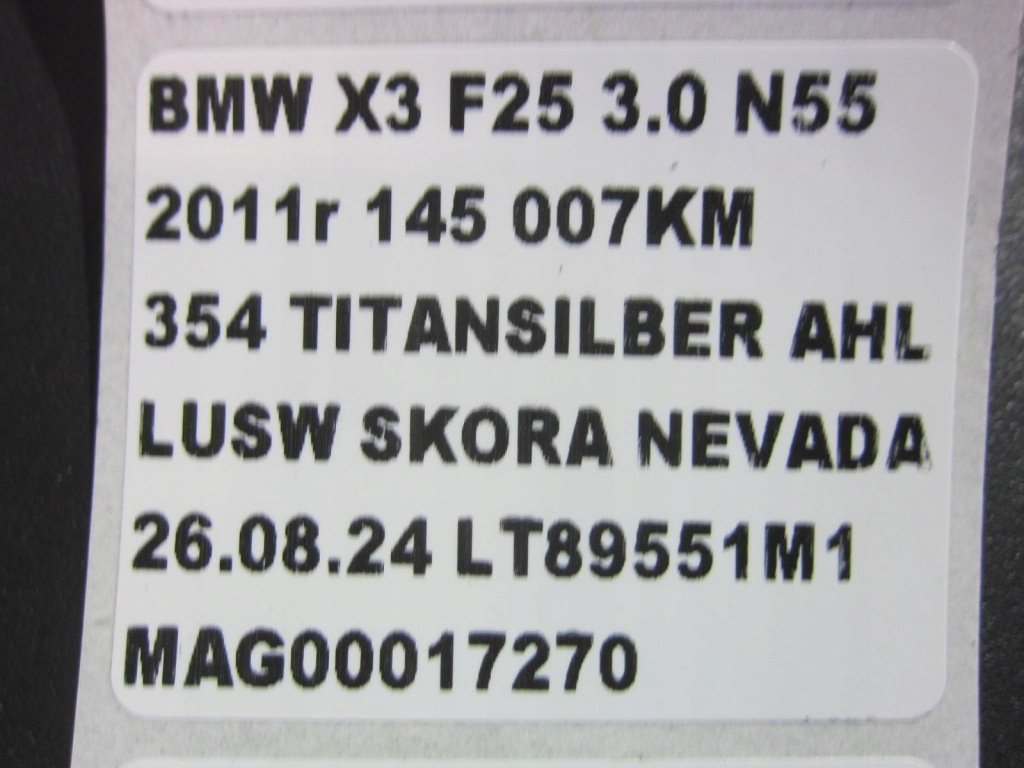 BMW X3 F25 3.0 N55
2011r 145 007KM
354 TITANSILBER AHL
LUSW SKORA NEVADA
26.08.24 LT89551M1
MAG00017270